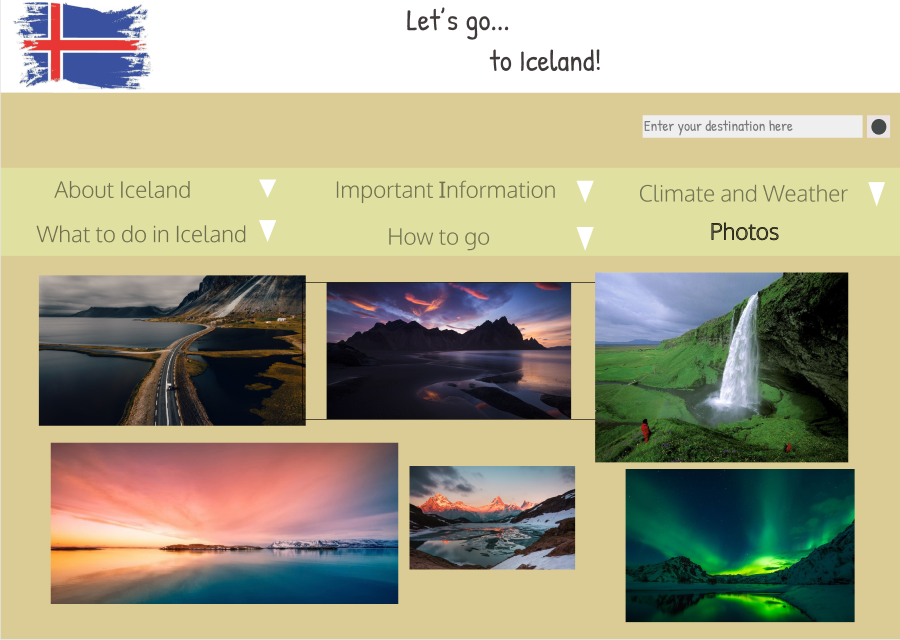 Let's go...
to Iceland!
Enter your destination here
About Iceland
Important Information
Climate and Weather
What to do in Iceland
How to go
Photos